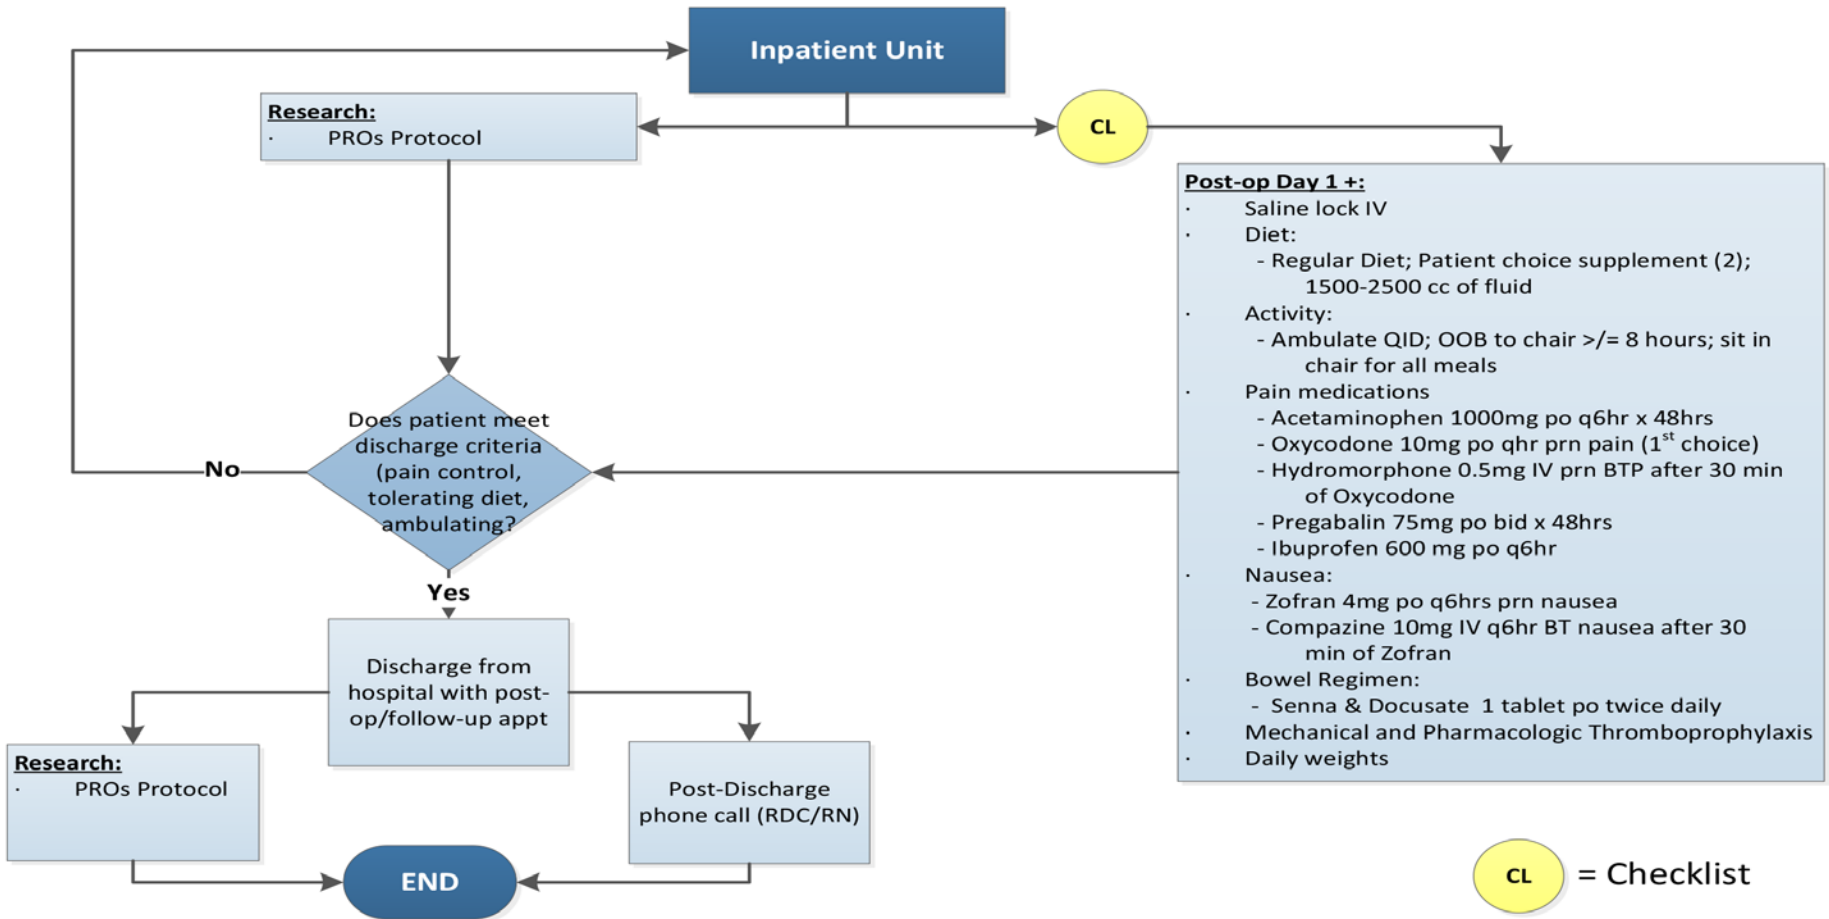 Inpatient Unit
Research:
· PROs Protocol
CL
Post-op Day 1 +:
· Saline lock IV
· Diet:
- Regular Diet; Patient choice supplement (2);
1500-2500 cc of fluid
· Activity:
- Ambulate QID; OOB to chair >/= 8 hours; sit in
chair for all meals
· Pain medications
- Acetaminophen 1000mg po q6hr x 48hrs
- Oxycodone 10mg po qhr prn pain (1st choice)
- Hydromorphone 0.5mg IV prn BTP after 30 min
of Oxycodone
- Pregabalin 75mg po bid x 48hrs
- Ibuprofen 600 mg po q6hr
· Nausea:
- Zofran 4mg po q6hrs prn nausea
- Compazine 10mg IV q6hr BT nausea after 30
min of Zofran
· Bowel Regimen:
- Senna & Docusate 1 tablet po twice daily
· Mechanical and Pharmacologic Thromboprophylaxis
· Daily weights
Does patient meet
discharge criteria
(pain control,
tolerating diet,
ambulating?
No
Yes
Discharge from
hospital with post-
op/follow-up appt
Research:
· PROs Protocol
Post-Discharge
phone call (RDC/RN)
END
CL = Checklist